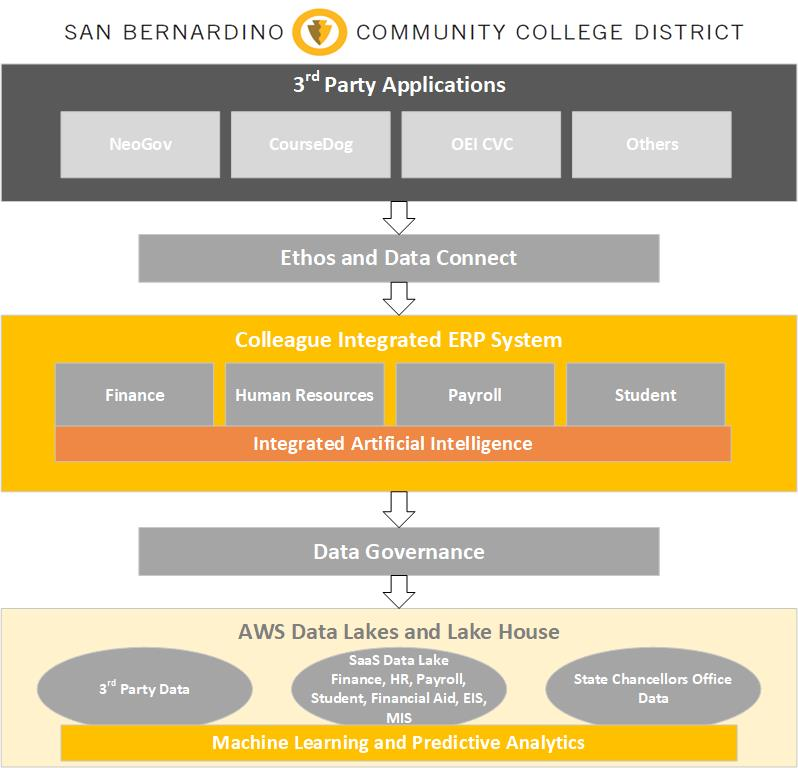 SAN BERNARDINO COMMUNITY COLLEGE DISTRICT
3rd Party Applications
NeoGov
CourseDog
OEI CVC
Others
Ethos and Data Connect
Colleague Integrated ERP System
Finance
Human Resources
Payroll
Student
Integrated Artificial Intelligence
Data Governance
AWS Data Lakes and Lake House
3rd Party Data
SaaS Data Lake
Finance, HR, Payroll,
Student, Financial Aid, EIS,
MIS
State Chancellors Office
Data
Machine Learning and Predictive Analytics